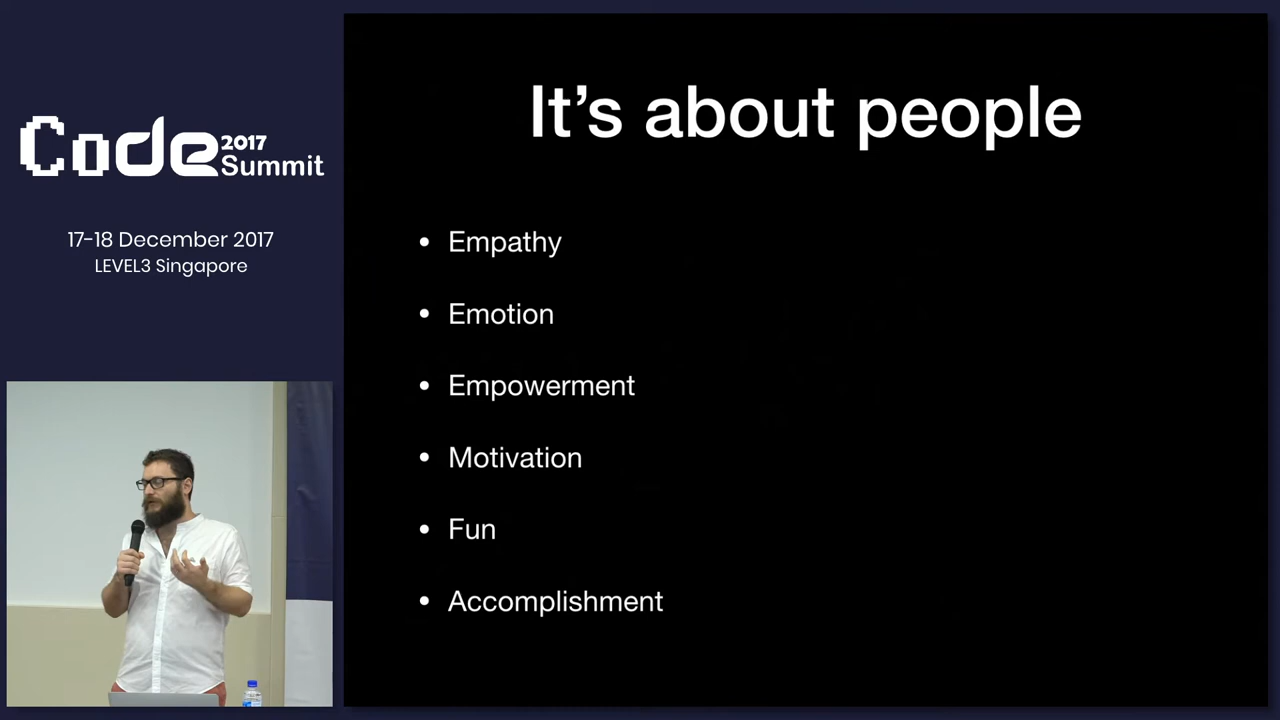 Code
2017
Summit
17-18 December 2017
LEVEL3 Singapore
It's about people
• Empathy
• Emotion
• Empowerment
• Motivation
• Fun
• Accomplishment